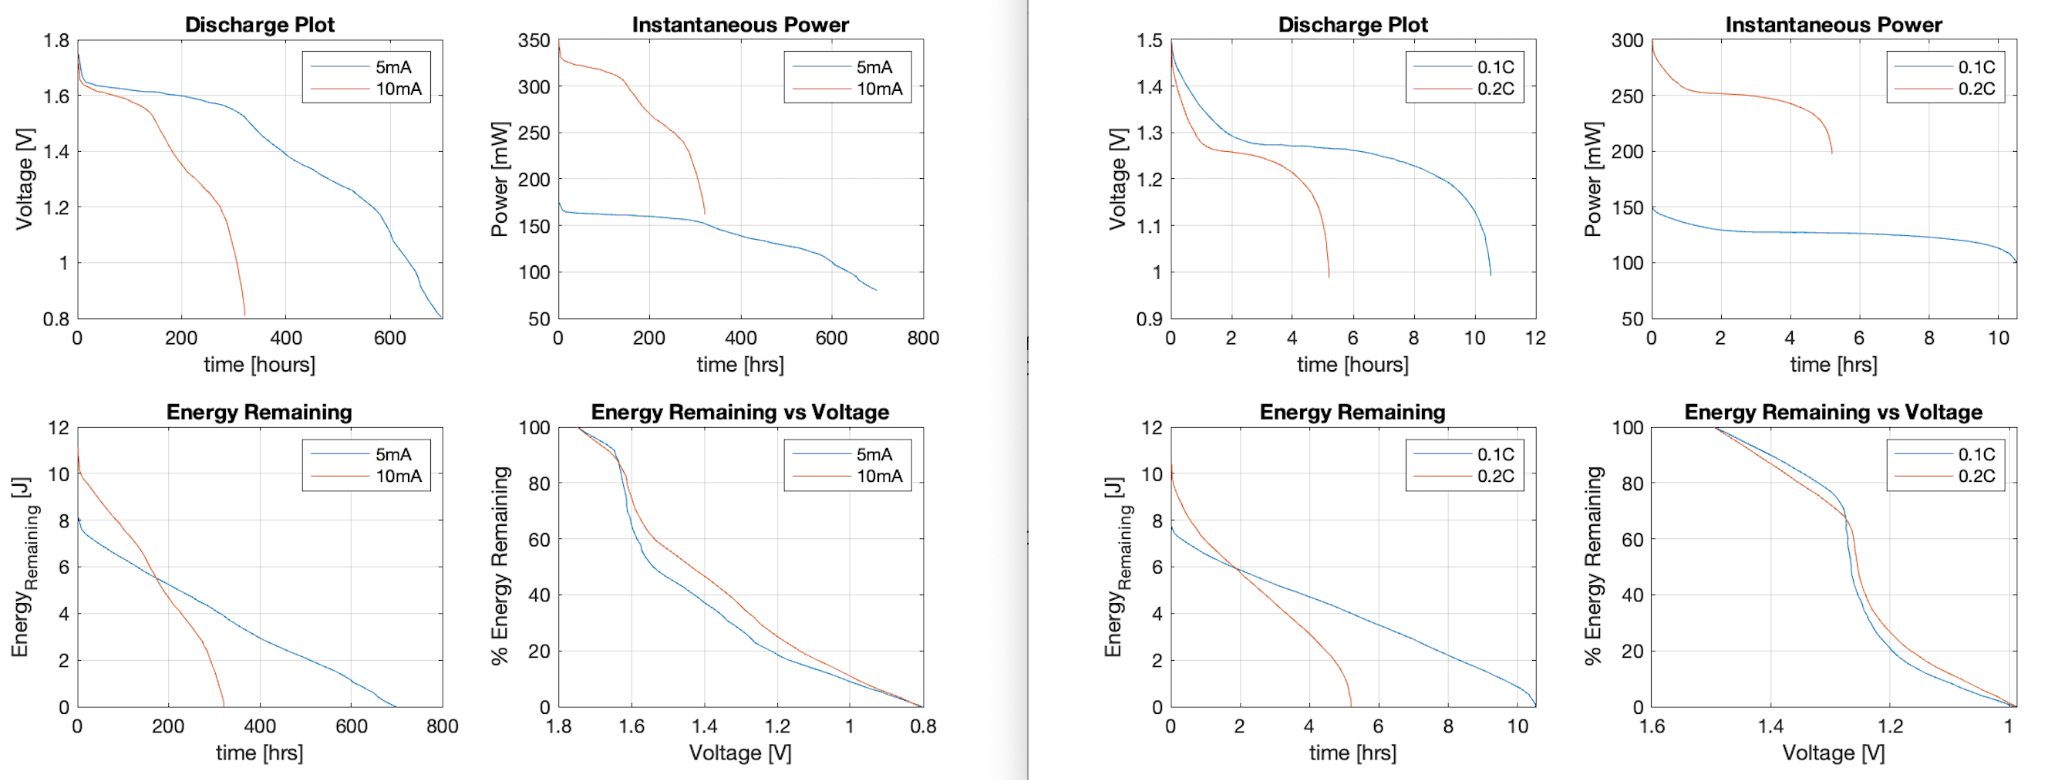 Discharge Plot
1.8
1.6
1.4
1.2
1
0.8
Voltage [V]
5mA
10mA
0
200
400
600
time [hours]
Instantaneous Power
350
300
250
200
150
100
50
Power [mW]
5mA
10mA
0
200
400
600
800
time [hrs]
Energy Remaining
12
10
8
6
4
2
0
Energy_Remaining [J]
5mA
10mA
0
200
400
600
800
time [hrs]
Energy Remaining vs Voltage
100
80
60
40
20
0
% Energy Remaining
5mA
10mA
1.8
1.6
1.4
1.2
1
0.8
Voltage [V]
Discharge Plot
1.5
1.4
1.3
1.2
1.1
1
0.9
Voltage [V]
0.1C
0.2C
0
2
4
6
8
10
12
time [hours]
Instantaneous Power
300
250
200
150
100
50
Power [mW]
0.1C
0.2C
0
2
4
6
8
10
time [hrs]
Energy Remaining
12
10
8
6
4
2
0
Energy_Remaining [J]
0.1C
0.2C
0
2
4
6
8
10
time [hrs]
Energy Remaining vs Voltage
100
80
60
40
20
0
% Energy Remaining
0.1C
0.2C
1.6
1.4
1.2
1
Voltage [V]